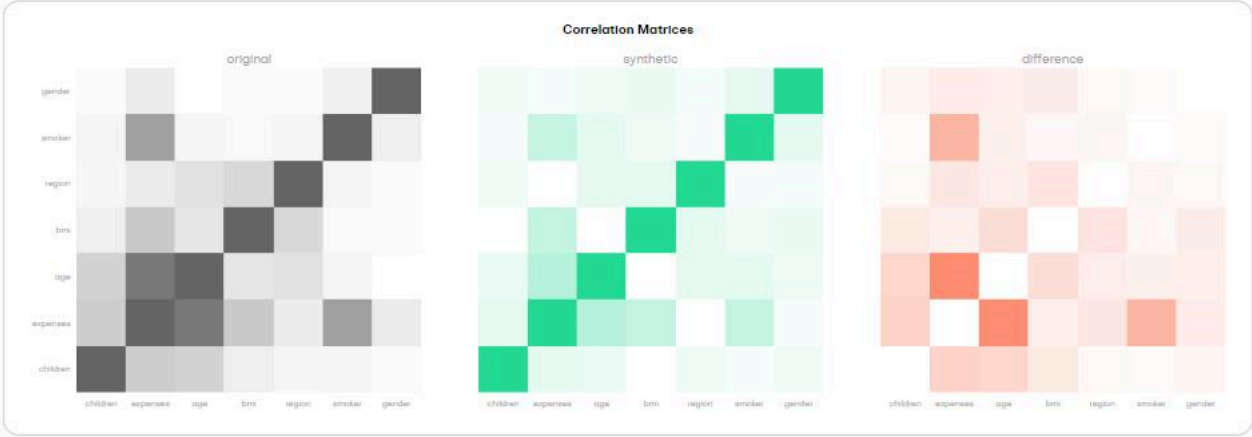 Correlation Matrices
original synthetic difference
gender
smoker
region
bmi
age
expenses
children
children expenses age bmi region smoker gender
children expenses age bmi region smoker gender
children expenses age bmi region smoker gender